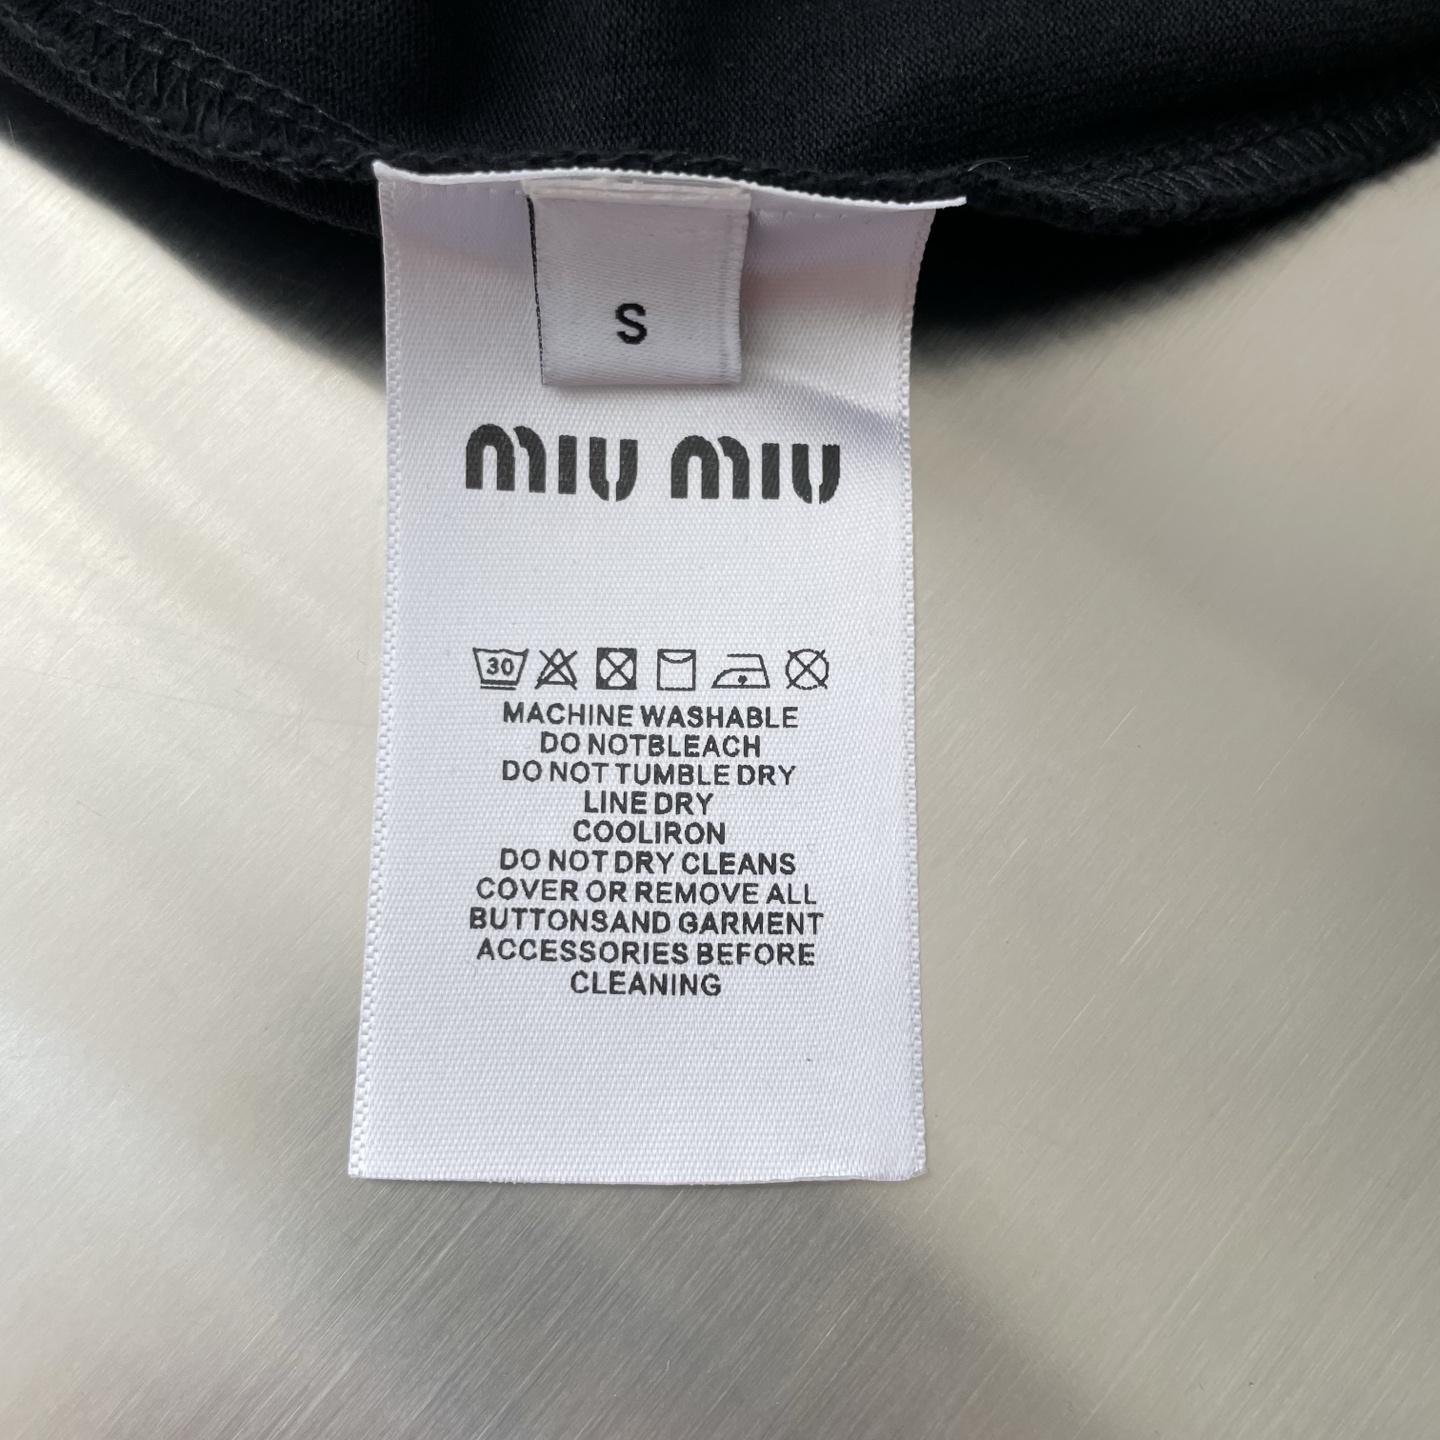 S
MIU MIU
30
MACHINE WASHABLE
DO NOTBLEACH
DO NOT TUMBLE DRY
LINE DRY
COOLIRON
DO NOT DRY CLEANS
COVER OR REMOVE ALL
BUTTONSAND GARMENT
ACCESSORIES BEFORE
CLEANING